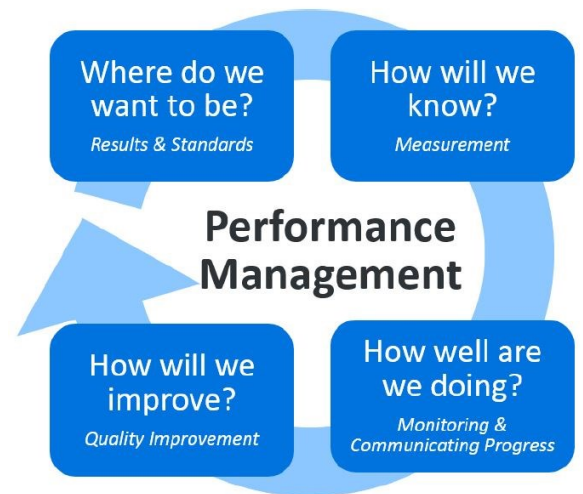 Where do we
want to be?
Results & Standards
How will we
know?
Measurement
Performance
Management
How will we
improve?
Quality Improvement
How well are
we doing?
Monitoring &
Communicating Progress